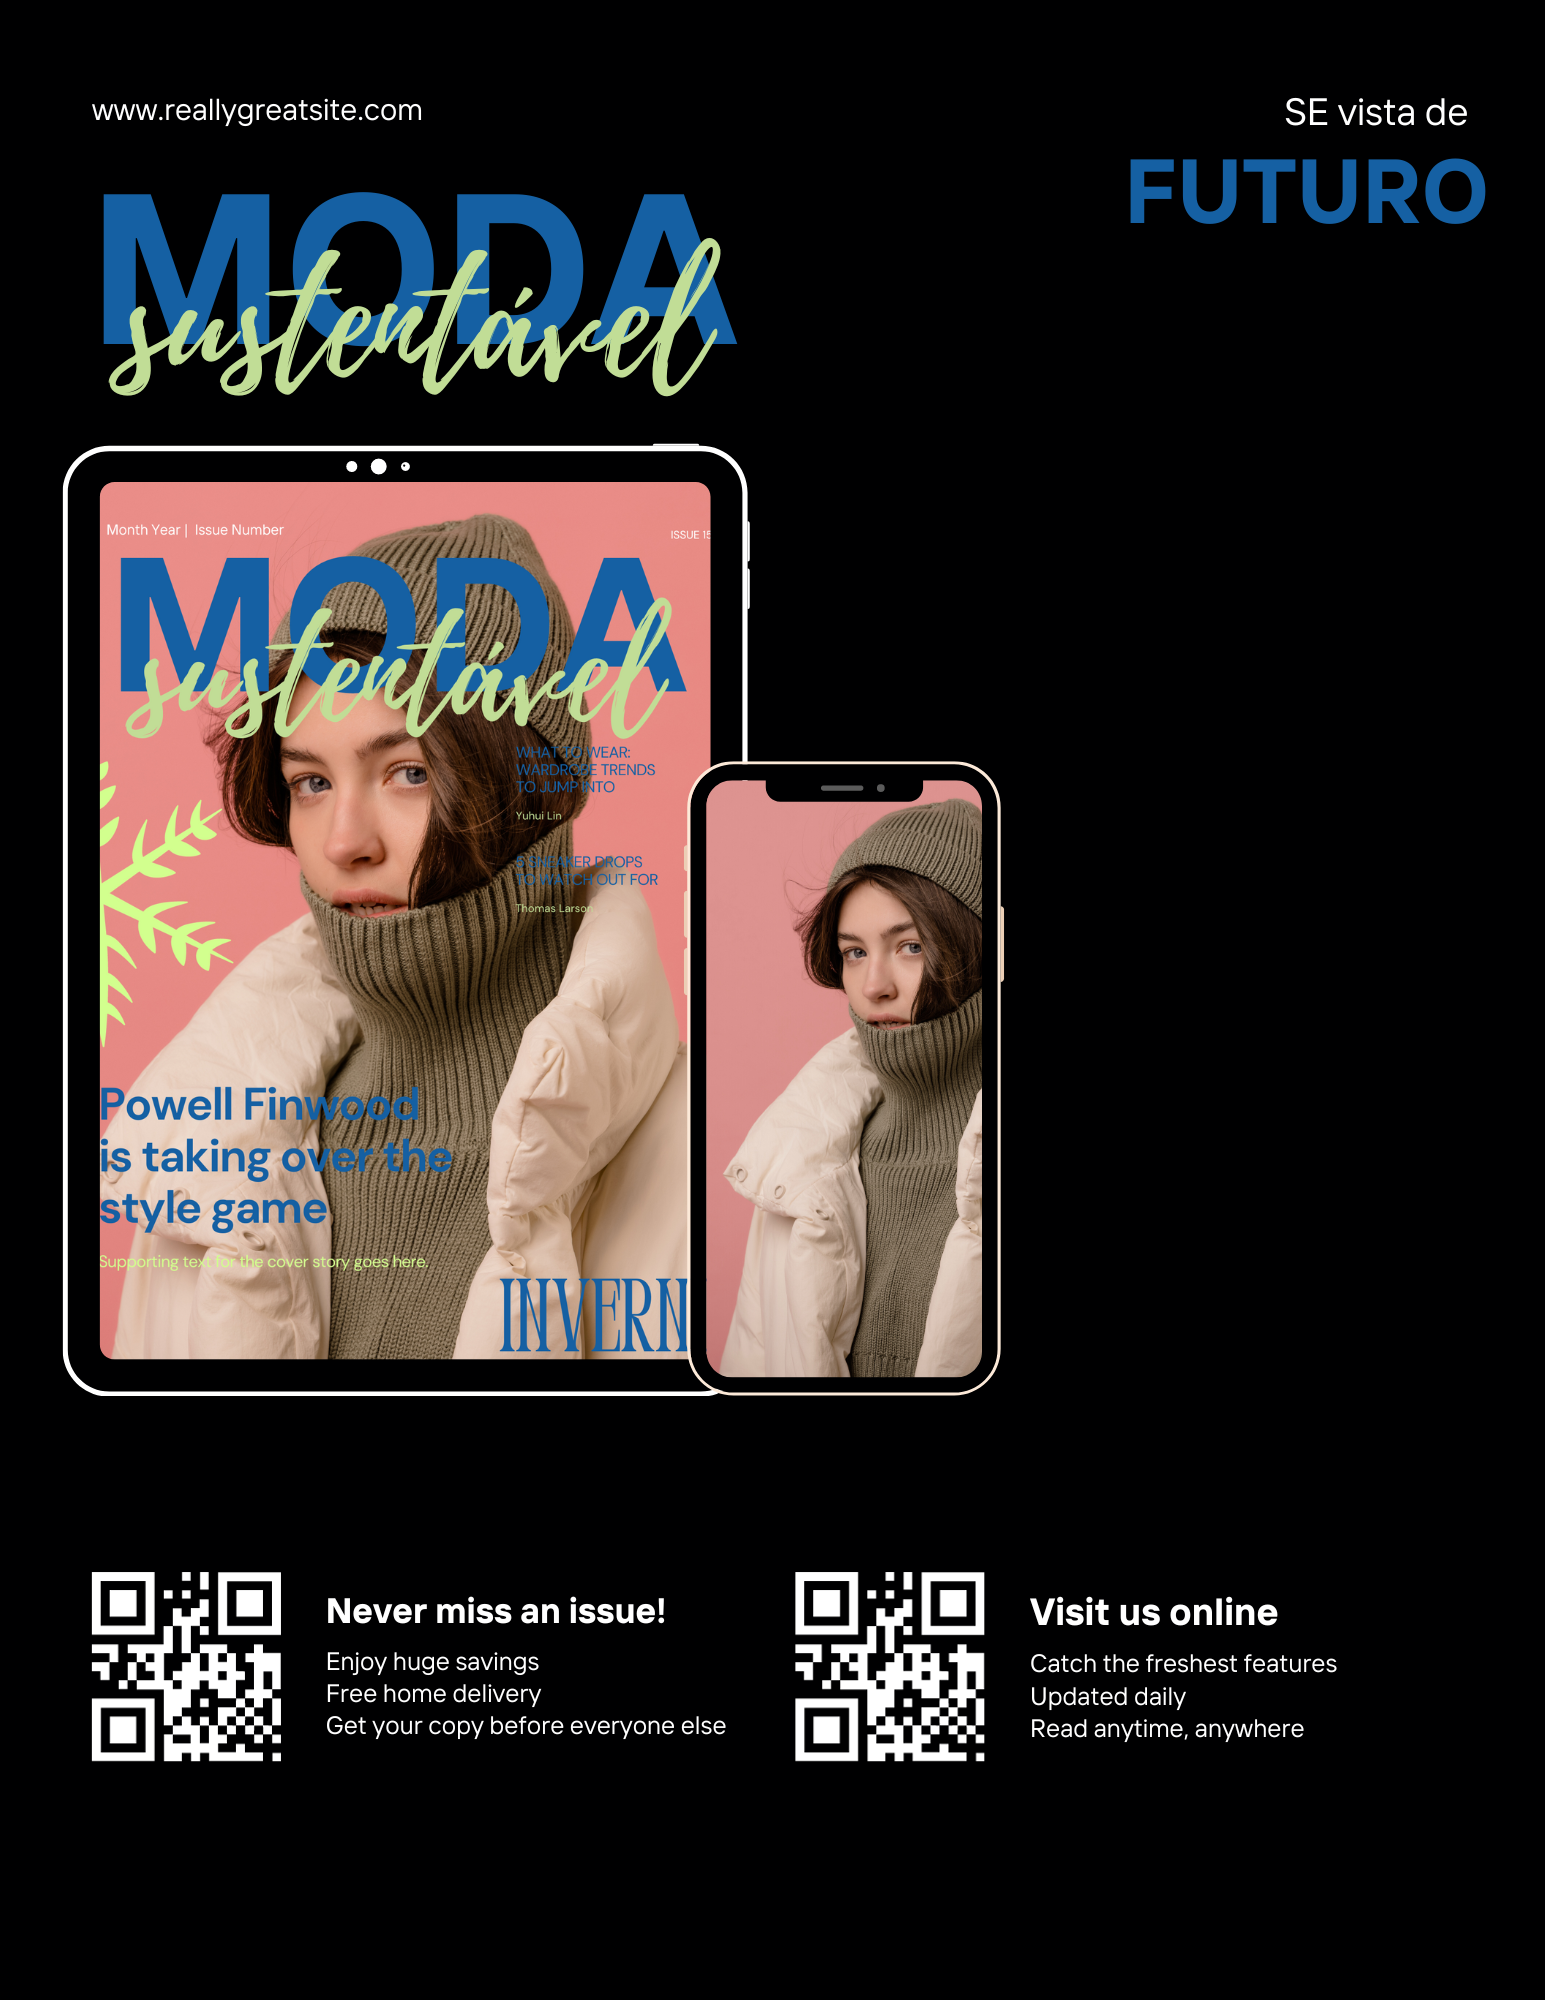 www.reallygreatsite.com
SE vista de
FUTURO
MODA
sustentável
Month Year | Issue Number
ISSUE 15
MODA
sustentável
WHAT TO WEAR:
WARDROBE TRENDS
TO JUMP INTO
Yuhui Lin
5 SNEAKER DROPS
TO WATCH OUT FOR
Thomas Larson
Powell Finwood
is taking over the
style game
Supporting text for the cover story goes here.
INVERN
Never miss an issue!
Enjoy huge savings
Free home delivery
Get your copy before everyone else
Visit us online
Catch the freshest features
Updated daily
Read anytime, anywhere